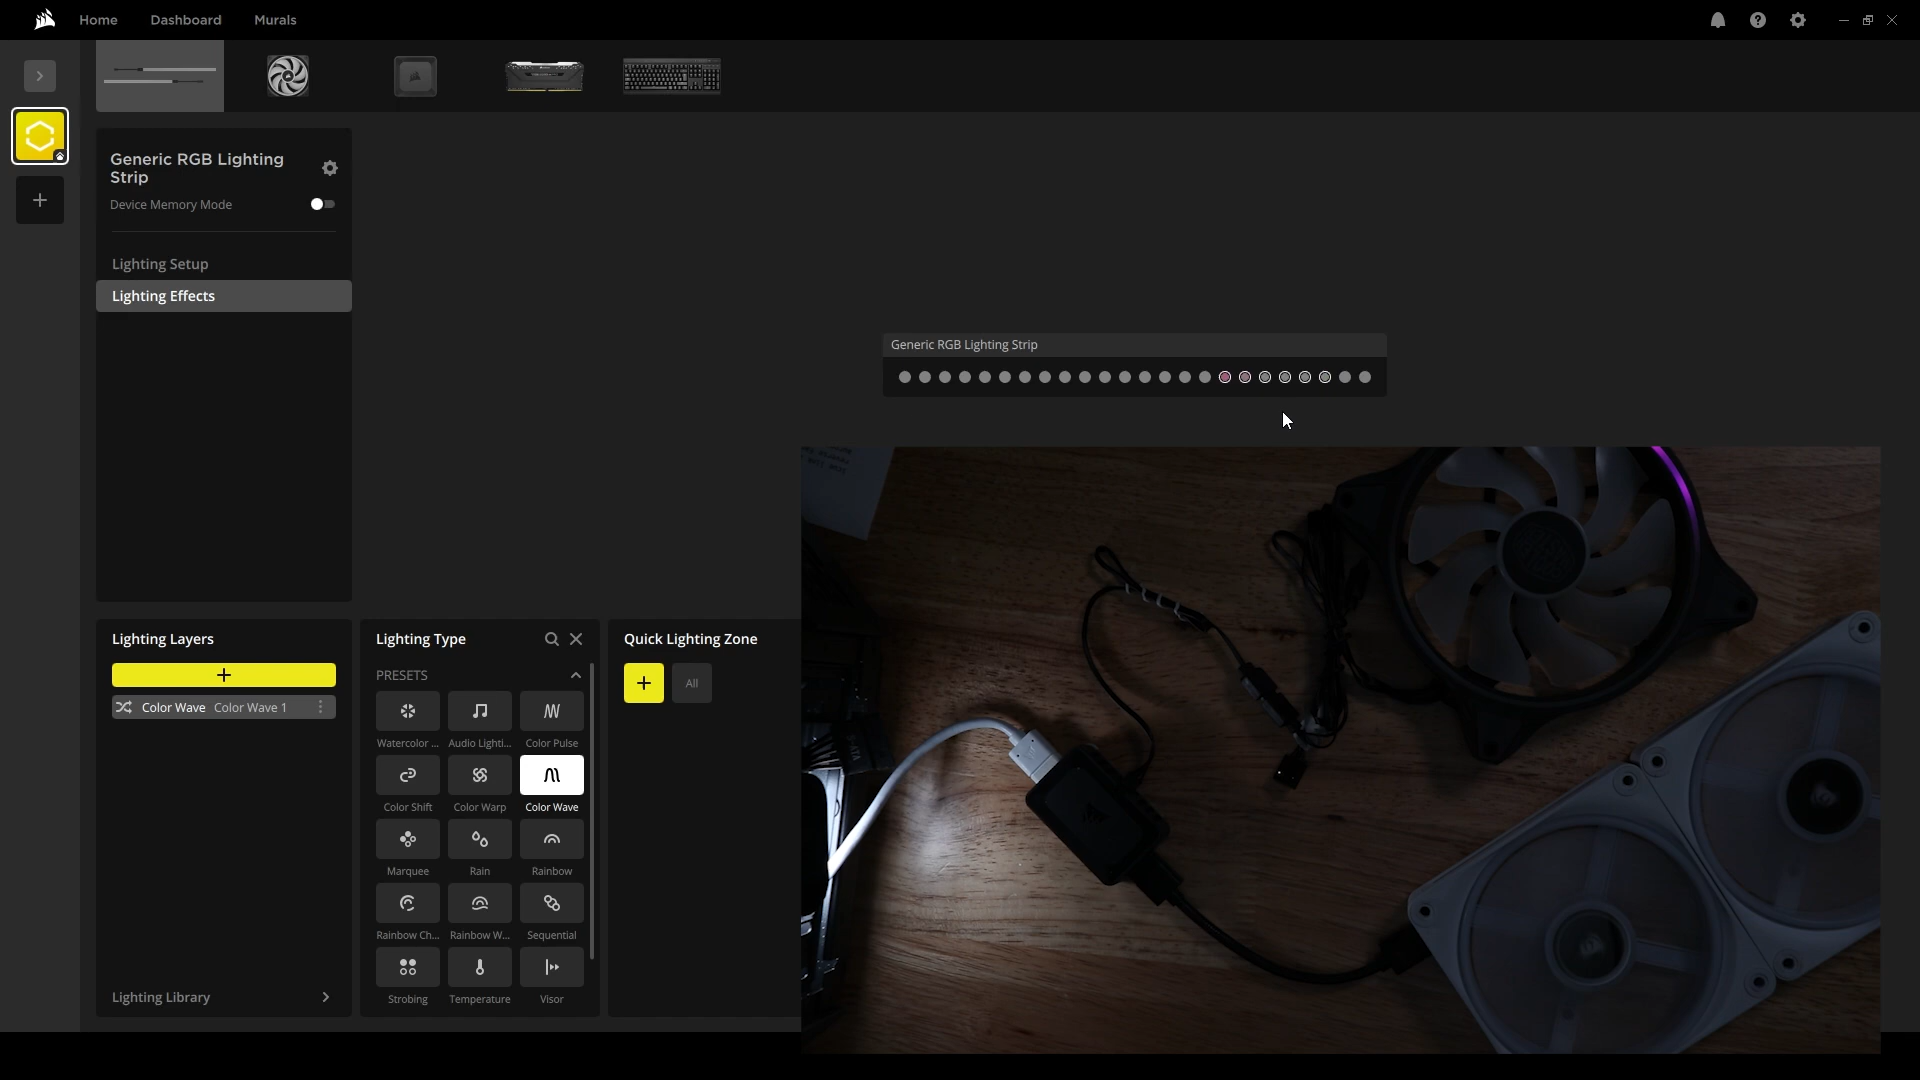 Home Dashboard Murals
Generic RGB Lighting
Strip
Device Memory Mode
Lighting Setup
Lighting Effects
Generic RGB Lighting Strip
Lighting Layers
Color Wave Color Wave 1
Lighting Library
Lighting Type
PRESETS
Watercolor ... Audio Lighti... Color Pulse
Color Shift Color Warp Color Wave
Marquee Rain Rainbow
Rainbow Ch... Rainbow W... Sequential
Strobing Temperature Visor
Quick Lighting Zone
All